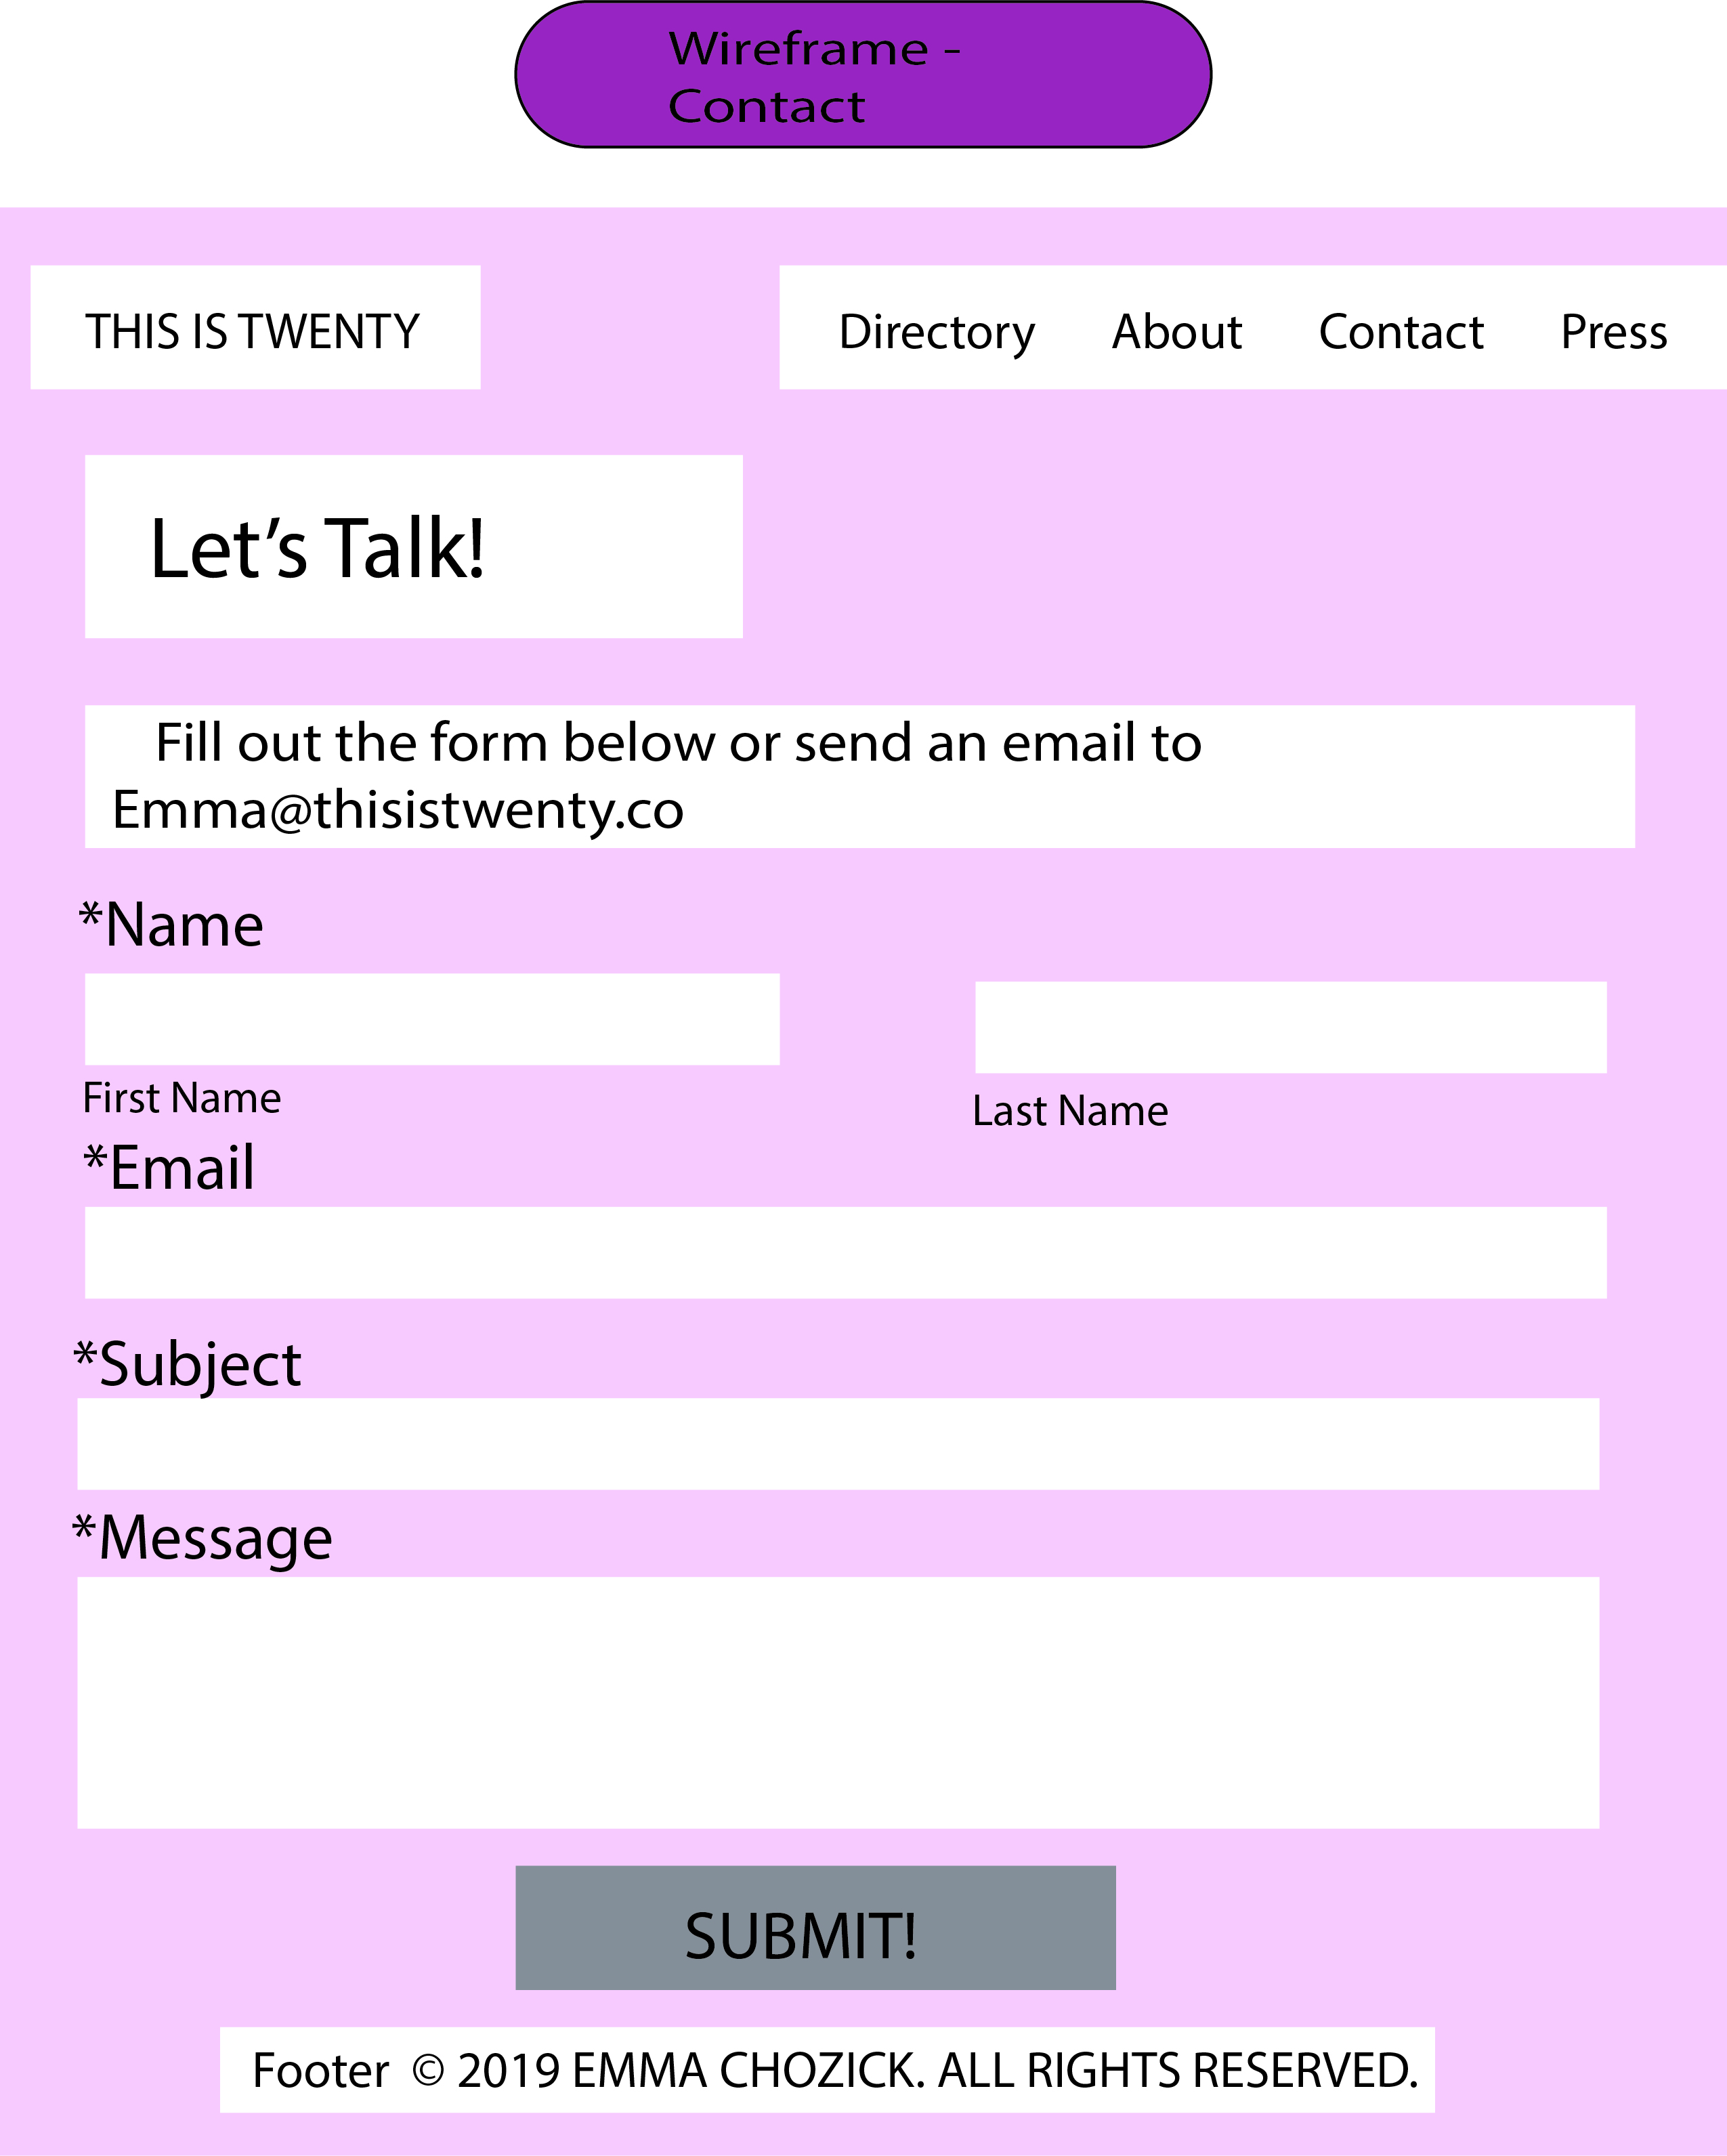 Wireframe -
Contact
THIS IS TWENTY
Directory About Contact Press
Let’s Talk!
Fill out the form below or send an email to
Emma@thisistwenty.co
*Name
First Name
Last Name
*Email
*Subject
*Message
SUBMIT!
Footer © 2019 EMMA CHOZICK. ALL RIGHTS RESERVED.